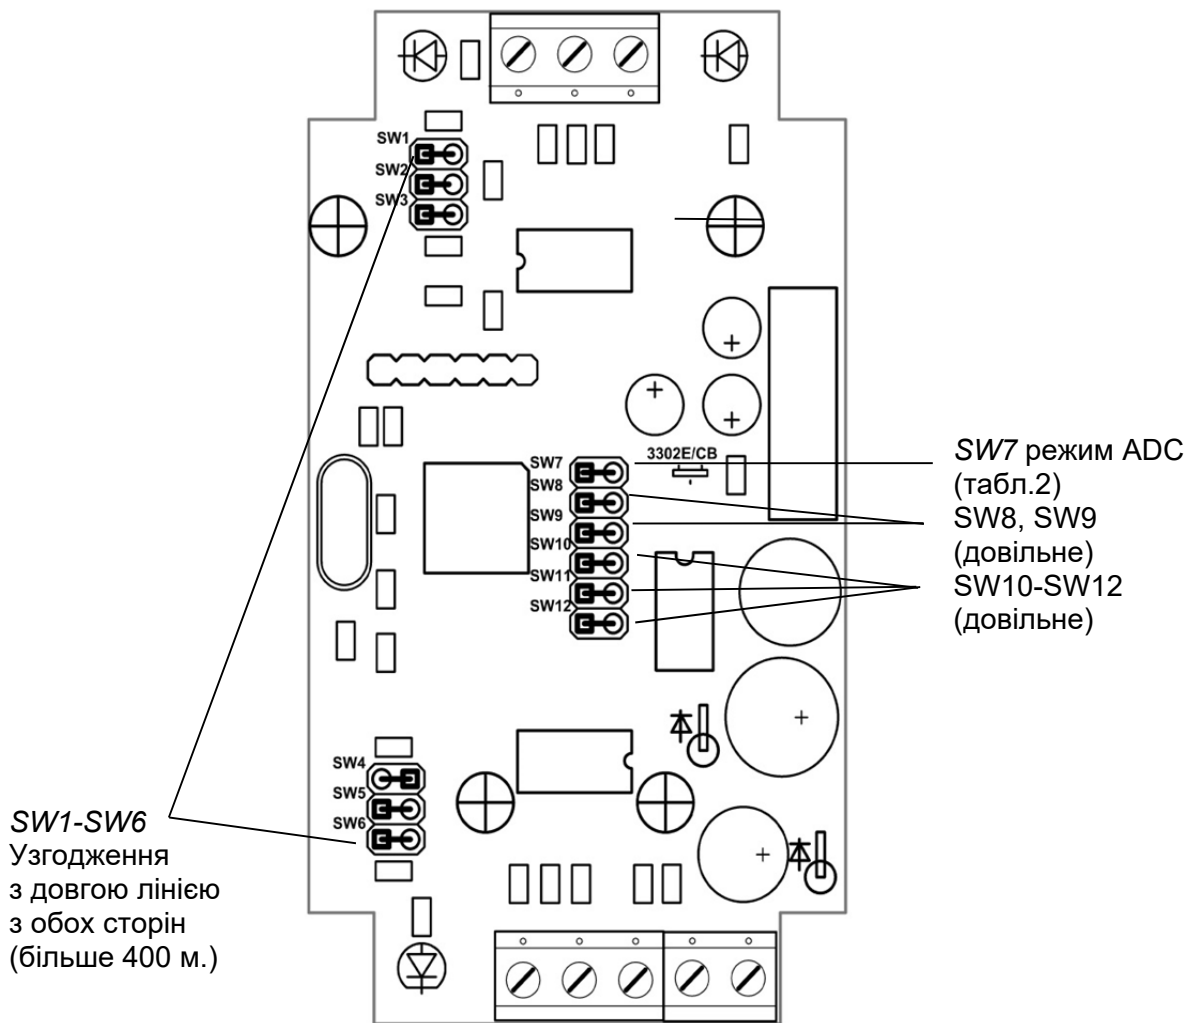 SW1
SW2
SW3
SW7
SW8
SW9
SW10
SW11
SW12
3302E/CB
SW7 режим ADC
(табл.2)
SW8, SW9
(довільне)
SW10-SW12
(довільне)
SW4
SW5
SW6
SW1-SW6
Узгодження
з довгою лінією
з обох сторін
(більше 400 м.)